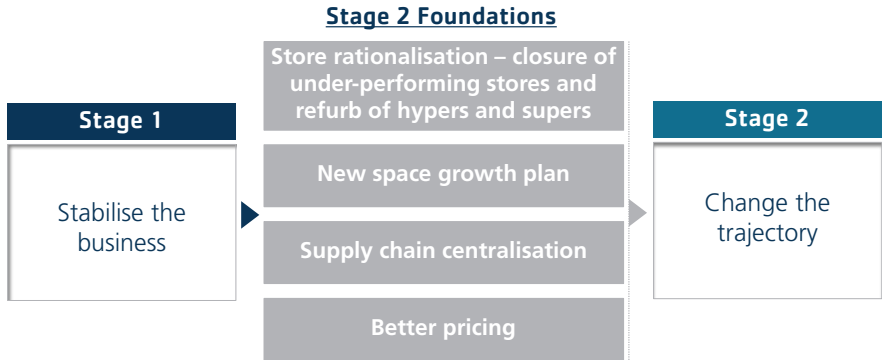 Stage 2 Foundations
Stage 1
Stabilise the
business
Store rationalisation – closure of
under-performing stores and
refurb of hypers and supers
New space growth plan
Supply chain centralisation
Better pricing
Stage 2
Change the
trajectory